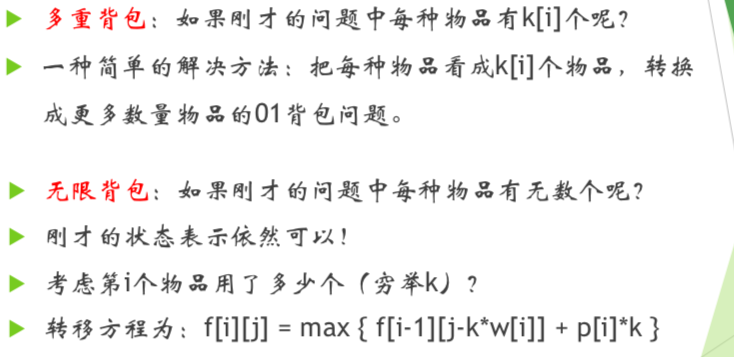 多重背包：如果刚才的问题中每种物品有k[i]个呢？
一种简单的解决方法：把每种物品看成k[i]个物品，转换
成更多数量物品的01背包问题。
无限背包：如果刚才的问题中每种物品有无数个呢？
刚才的状态表示依然可以！
考虑第i个物品用了多少个（穷举k）？
转移方程为：f[i][j] = max { f[i-1][j-k*w[i]] + p[i]*k }